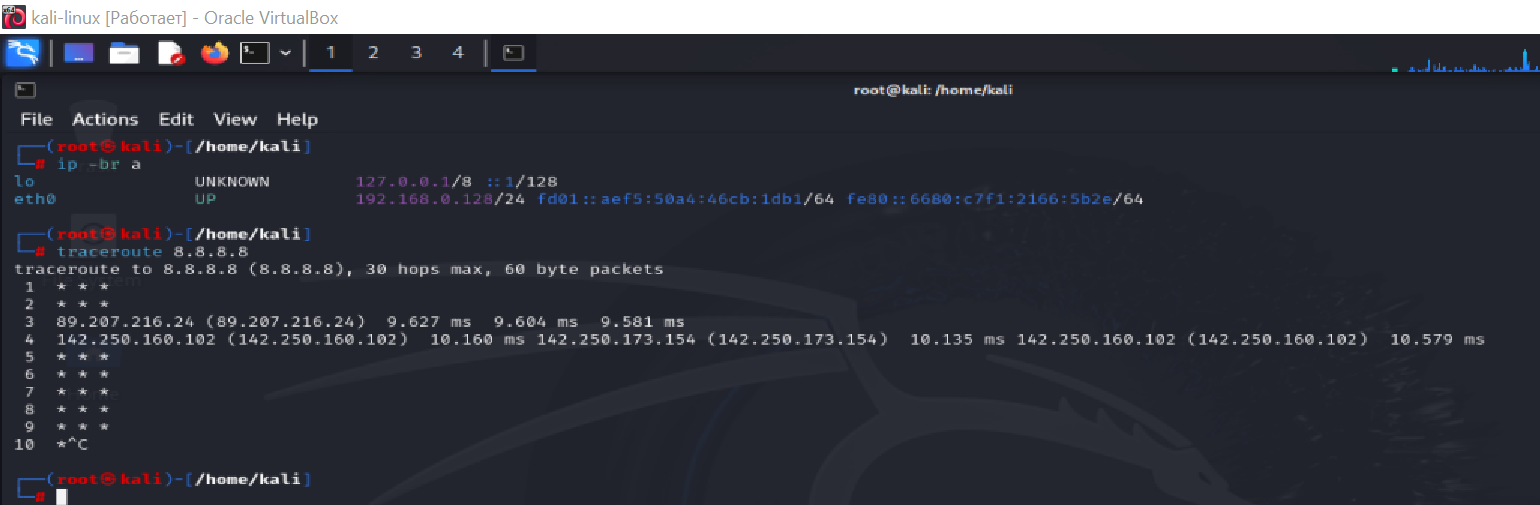 kali-linux [Работает] - Oracle VirtualBox
1 2 3 4
root@kali: /home/kali
File Actions Edit View Help
┌──(root㉿kali)-[/home/kali]
└─# ip -br a
lo UNKNOWN 127.0.0.1/8 ::1/128
eth0 UP 192.168.0.128/24 fd01::aef5:50a4:46cb:1db1/64 fe80::6680:c7f1:2166:5b2e/64
┌──(root㉿kali)-[/home/kali]
└─# traceroute 8.8.8.8
traceroute to 8.8.8.8 (8.8.8.8), 30 hops max, 60 byte packets
1 * * *
2 * * *
3 89.207.216.24 (89.207.216.24) 9.627 ms 9.604 ms 9.581 ms
4 142.250.160.102 (142.250.160.102) 10.160 ms 142.250.173.154 (142.250.173.154) 10.135 ms 142.250.160.102 (142.250.160.102) 10.579 ms
5 * * *
6 * * *
7 * * *
8 * * *
9 * * *
10 *^C
┌──(root㉿kali)-[/home/kali]
└─#